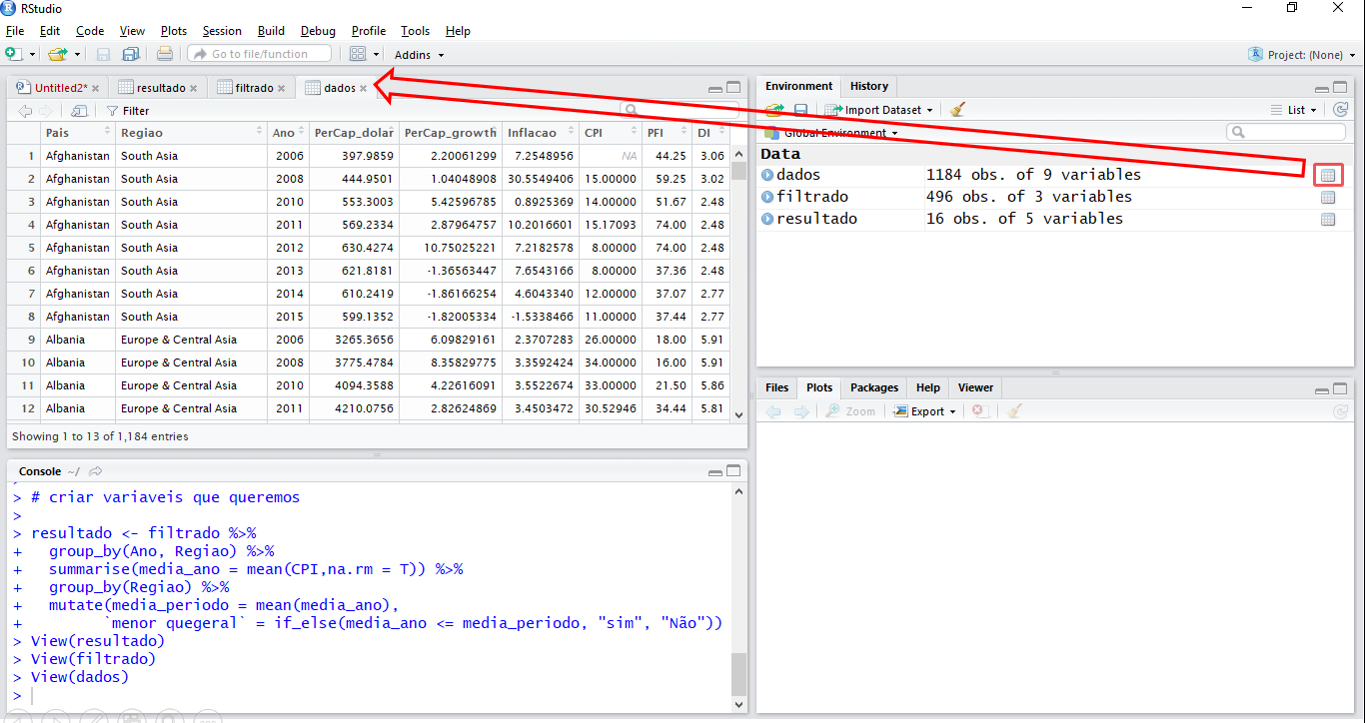 RStudio
File Edit Code View Plots Session Build Debug Profile Tools Help
Go to file/function Addins Project: (None)
Untitled2* resultado filtrado dados
Filter
Pais Regiao Ano PerCap_dolar PerCap_growth Inflacao CPI PFI DI
1 Afghanistan South Asia 2006 397.9859 2.20061299 7.2548956 NA 44.25 3.06
2 Afghanistan South Asia 2008 444.9501 1.04048908 30.5549406 15.00000 59.25 3.02
3 Afghanistan South Asia 2010 553.3003 5.42596785 0.8925369 14.00000 51.67 2.48
4 Afghanistan South Asia 2011 569.2334 2.87964757 10.2016601 15.17093 74.00 2.48
5 Afghanistan South Asia 2012 630.4274 10.75025221 7.2182578 8.00000 74.00 2.48
6 Afghanistan South Asia 2013 621.8181 -1.36563447 7.6543166 8.00000 37.36 2.48
7 Afghanistan South Asia 2014 610.2419 -1.86166254 4.6043340 12.00000 37.07 2.77
8 Afghanistan South Asia 2015 599.1352 -1.82005334 -1.5338466 11.00000 37.44 2.77
9 Albania Europe & Central Asia 2006 3265.3656 6.09829161 2.3707283 26.00000 18.00 5.91
10 Albania Europe & Central Asia 2008 3775.4784 8.35829775 3.3592424 34.00000 16.00 5.91
11 Albania Europe & Central Asia 2010 4094.3588 4.22616091 3.5522674 33.00000 21.50 5.86
12 Albania Europe & Central Asia 2011 4210.0756 2.82624869 3.4503472 30.52946 34.44 5.81
Showing 1 to 13 of 1,184 entries
Console ~/
> # criar variaveis que queremos
>
> resultado <- filtrado %>%
+ group_by(Ano, Regiao) %>%
+ summarise(media_ano = mean(CPI,na.rm = T)) %>%
+ group_by(Regiao) %>%
+ mutate(media_periodo = mean(media_ano),
+ `menor quegeral` = if_else(media_ano <= media_periodo, "sim", "Não"))
> View(resultado)
> View(filtrado)
> View(dados)
>
Environment History
Import Dataset List
Global Environment
Data
dados 1184 obs. of 9 variables
filtrado 496 obs. of 3 variables
resultado 16 obs. of 5 variables
Files Plots Packages Help Viewer
Zoom Export